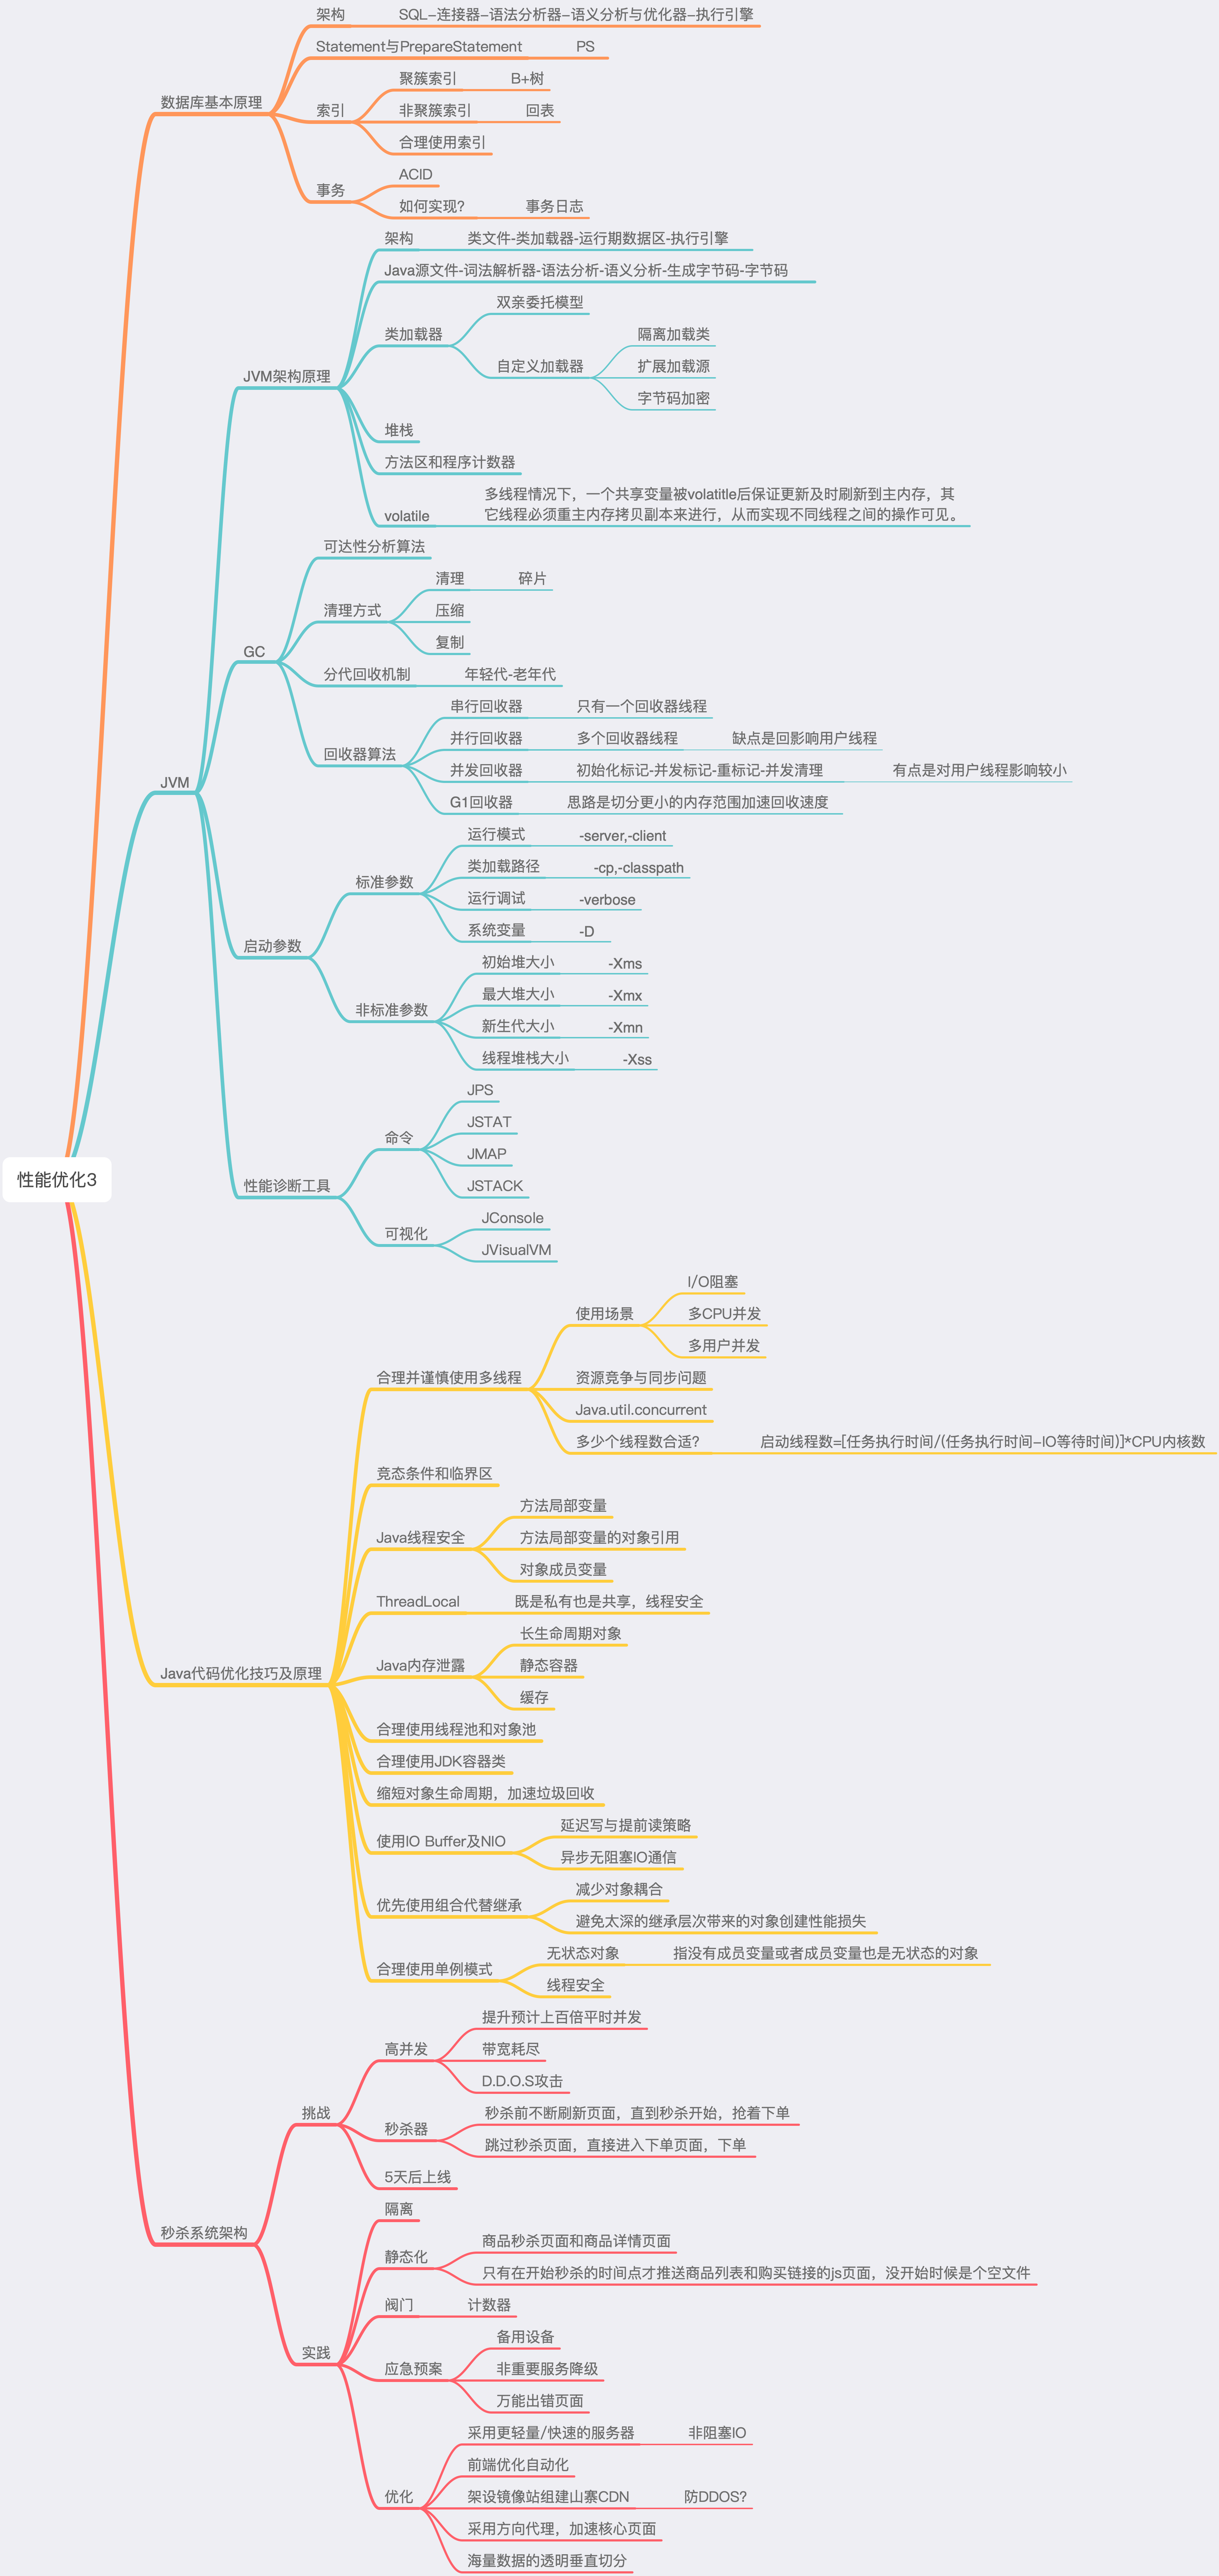 性能优化3
数据库基本原理
架构
SQL-连接器-语法分析器-语义分析与优化器-执行引擎
Statement与PrepareStatement
PS
索引
聚簇索引
B+树
非聚簇索引
回表
合理使用索引
事务
ACID
如何实现?
事务日志
JVM
JVM架构原理
架构
类文件-类加载器-运行期数据区-执行引擎
Java源文件-词法解析器-语法分析-语义分析-生成字节码-字节码
类加载器
双亲委托模型
自定义加载器
隔离加载类
扩展加载源
字节码加密
堆栈
方法区和程序计数器
volatile
多线程情况下，一个共享变量被volatitle后保证更新及时刷新到主内存，其
它线程必须重主内存拷贝副本来进行，从而实现不同线程之间的操作可见。
GC
可达性分析算法
清理方式
清理
碎片
压缩
复制
分代回收机制
年轻代-老年代
回收器算法
串行回收器
只有一个回收器线程
并行回收器
多个回收器线程
缺点是回影响用户线程
并发回收器
初始化标记-并发标记-重标记-并发清理
有点是对用户线程影响较小
G1回收器
思路是切分更小的内存范围加速回收速度
启动参数
标准参数
运行模式
-server,-client
类加载路径
-cp,-classpath
运行调试
-verbose
系统变量
-D
非标准参数
初始堆大小
-Xms
最大堆大小
-Xmx
新生代大小
-Xmn
线程堆栈大小
-Xss
性能诊断工具
命令
JPS
JSTAT
JMAP
JSTACK
可视化
JConsole
JVisualVM
Java代码优化技巧及原理
合理并谨慎使用多线程
使用场景
I/O阻塞
多CPU并发
多用户并发
资源竞争与同步问题
Java.util.concurrent
多少个线程数合适?
启动线程数=[任务执行时间/(任务执行时间-IO等待时间)]*CPU内核数
竞态条件和临界区
Java线程安全
方法局部变量
方法局部变量的对象引用
对象成员变量
ThreadLocal
既是私有也是共享，线程安全
Java内存泄露
长生命周期对象
静态容器
缓存
合理使用线程池和对象池
合理使用JDK容器类
缩短对象生命周期，加速垃圾回收
使用IO Buffer及NIO
延迟写与提前读策略
异步无阻塞IO通信
优先使用组合代替继承
减少对象耦合
避免太深的继承层次带来的对象创建性能损失
合理使用单例模式
无状态对象
指没有成员变量或者成员变量也是无状态的对象
线程安全
秒杀系统架构
挑战
高并发
提升预计上百倍平时并发
带宽耗尽
D.D.O.S攻击
秒杀器
秒杀前不断刷新页面，直到秒杀开始，抢着下单
跳过秒杀页面，直接进入下单页面，下单
5天后上线
实践
隔离
静态化
商品秒杀页面和商品详情页面
只有在开始秒杀的时间点才推送商品列表和购买链接的js页面，没开始时候是个空文件
阀门
计数器
应急预案
备用设备
非重要服务降级
万能出错页面
优化
采用更轻量/快速的服务器
非阻塞IO
前端优化自动化
架设镜像站组建山寨CDN
防DDOS?
采用方向代理，加速核心页面
海量数据的透明垂直切分